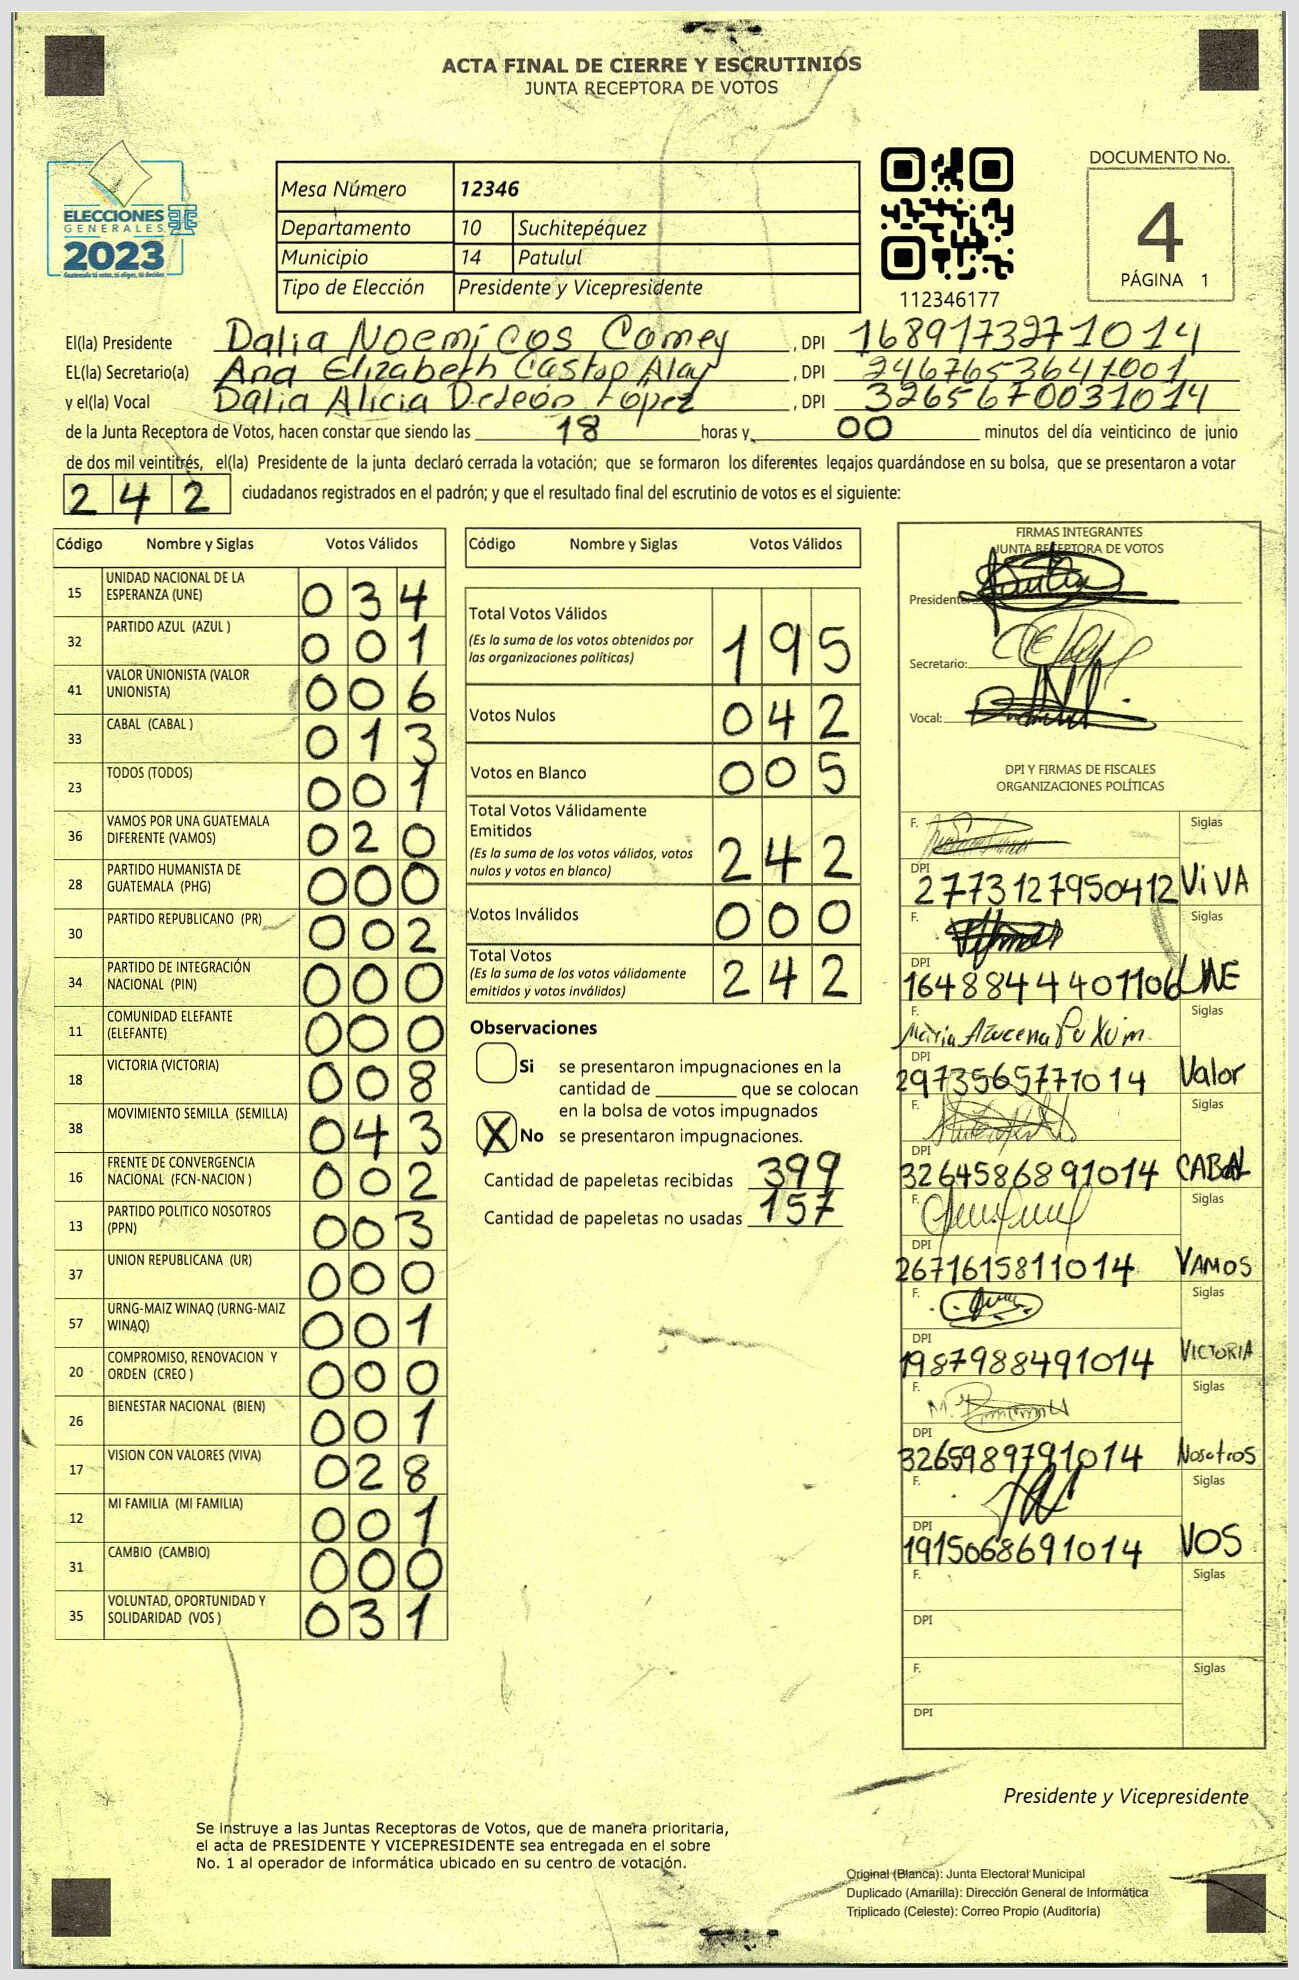 ACTA FINAL DE CIERRE Y ESCRUTINIOS
JUNTA RECEPTORA DE VOTOS
ELECCIONES
GENERALES
2023
Guatemala tú votas, tú eliges, tú decides
Mesa Número 12346
Departamento 10 Suchitepéquez
Municipio 14 Patulul
Tipo de Elección Presidente y Vicepresidente
112346177
DOCUMENTO No.
4
PÁGINA 1
El(la) Presidente Dalia Noemí Cos Comey , DPI 1689173271014
EL(la) Secretario(a) Ana Elizabeth Castop Alay , DPI 2467653641001
y el(la) Vocal Dalia Alicia DeLeón López , DPI 3265670031014
de la Junta Receptora de Votos, hacen constar que siendo las 18 horas y 00 minutos del día veinticinco de junio
de dos mil veintitrés, el(la) Presidente de la junta declaró cerrada la votación; que se formaron los diferentes legajos guardándose en su bolsa, que se presentaron a votar
242 ciudadanos registrados en el padrón; y que el resultado final del escrutinio de votos es el siguiente:
Código Nombre y Siglas Votos Válidos
15 UNIDAD NACIONAL DE LA ESPERANZA (UNE) 034
32 PARTIDO AZUL (AZUL ) 001
41 VALOR UNIONISTA (VALOR UNIONISTA) 006
33 CABAL (CABAL ) 013
23 TODOS (TODOS) 001
36 VAMOS POR UNA GUATEMALA DIFERENTE (VAMOS) 020
28 PARTIDO HUMANISTA DE GUATEMALA (PHG) 000
30 PARTIDO REPUBLICANO (PR) 002
34 PARTIDO DE INTEGRACIÓN NACIONAL (PIN) 000
11 COMUNIDAD ELEFANTE (ELEFANTE) 000
18 VICTORIA (VICTORIA) 008
38 MOVIMIENTO SEMILLA (SEMILLA) 043
16 FRENTE DE CONVERGENCIA NACIONAL (FCN-NACION ) 002
13 PARTIDO POLITICO NOSOTROS (PPN) 003
37 UNION REPUBLICANA (UR) 000
57 URNG-MAIZ WINAQ (URNG-MAIZ WINAQ) 001
20 COMPROMISO, RENOVACION Y ORDEN (CREO ) 000
26 BIENESTAR NACIONAL (BIEN) 001
17 VISION CON VALORES (VIVA) 028
12 MI FAMILIA (MI FAMILIA) 001
31 CAMBIO (CAMBIO) 000
35 VOLUNTAD, OPORTUNIDAD Y SOLIDARIDAD (VOS ) 031
Código Nombre y Siglas Votos Válidos
Total Votos Válidos
(Es la suma de los votos obtenidos por
las organizaciones políticas) 195
Votos Nulos 042
Votos en Blanco 005
Total Votos Válidamente
Emitidos
(Es la suma de los votos válidos, votos
nulos y votos en blanco) 242
Votos Inválidos 000
Total Votos
(Es la suma de los votos válidamente
emitidos y votos inválidos) 242
Observaciones
Si se presentaron impugnaciones en la
cantidad de ________ que se colocan
en la bolsa de votos impugnados
X No se presentaron impugnaciones.
Cantidad de papeletas recibidas 399
Cantidad de papeletas no usadas 157
FIRMAS INTEGRANTES
JUNTA RECEPTORA DE VOTOS
Presidente:
Secretario:
Vocal:
DPI Y FIRMAS DE FISCALES
ORGANIZACIONES POLÍTICAS
F. Siglas
DPI 2773127950412 ViVA
F. Siglas
DPI 1648844401106 UNE
F. María Azucena Pu Xum. Siglas
DPI 2973565771014 Valor
F. Siglas
DPI 3264586891014 CABAL
F. Siglas
DPI 2671615811014 VAMOS
F. Siglas
DPI 1987988491014 VICTORIA
F. Siglas
DPI 3265989791014 Nosotros
F. Siglas
DPI 1915068691014 VOS
F. Siglas
DPI
F. Siglas
DPI
Presidente y Vicepresidente
Se instruye a las Juntas Receptoras de Votos, que de manera prioritaria,
el acta de PRESIDENTE Y VICEPRESIDENTE sea entregada en el sobre
No. 1 al operador de informática ubicado en su centro de votación.
Original (Blanca): Junta Electoral Municipal
Duplicado (Amarilla): Dirección General de Informática
Triplicado (Celeste): Correo Propio (Auditoría)